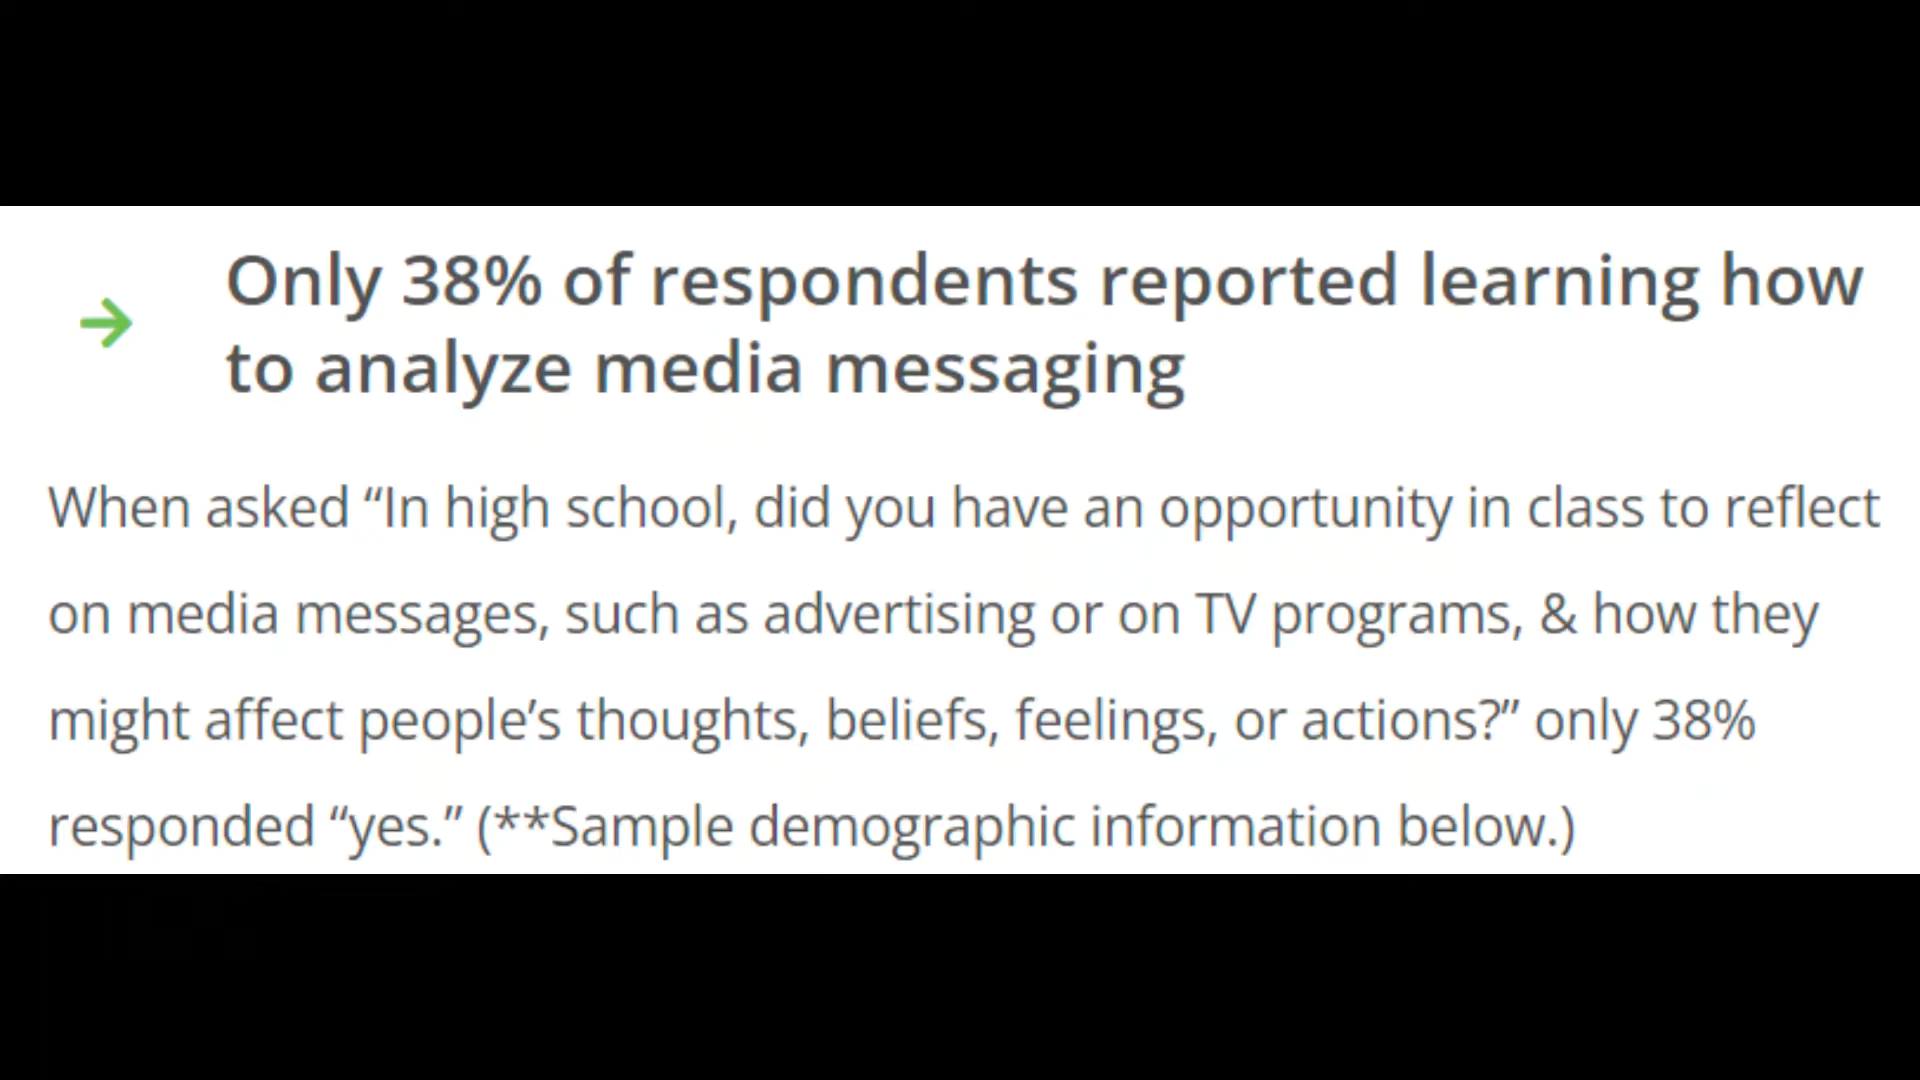 Only 38% of respondents reported learning how
to analyze media messaging
When asked “In high school, did you have an opportunity in class to reflect
on media messages, such as advertising or on TV programs, & how they
might affect people’s thoughts, beliefs, feelings, or actions?” only 38%
responded “yes.” (**Sample demographic information below.)